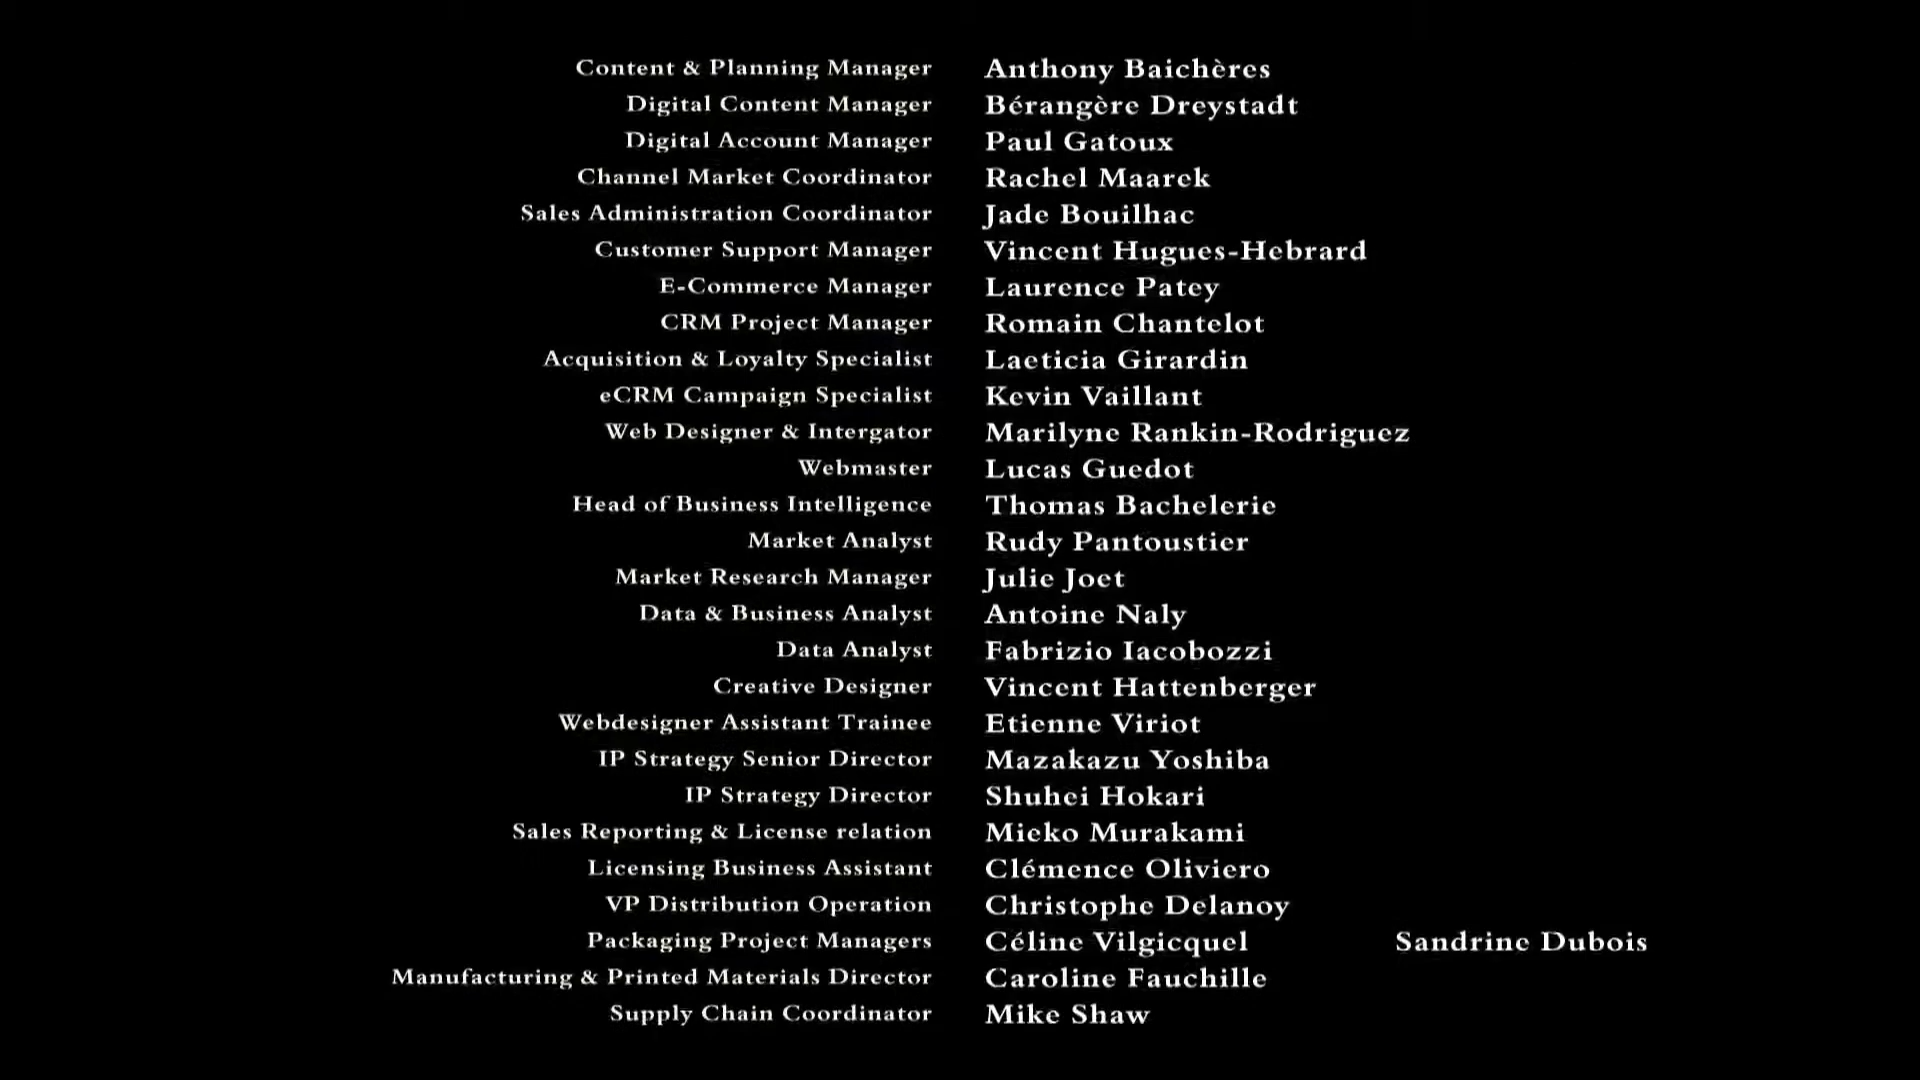 Content & Planning Manager Anthony Baichères
Digital Content Manager Bérangère Dreystadt
Digital Account Manager Paul Gatoux
Channel Market Coordinator Rachel Maarek
Sales Administration Coordinator Jade Bouilhac
Customer Support Manager Vincent Hugues-Hebrard
E-Commerce Manager Laurence Patey
CRM Project Manager Romain Chantelot
Acquisition & Loyalty Specialist Laeticia Girardin
eCRM Campaign Specialist Kevin Vaillant
Web Designer & Intergator Marilyne Rankin-Rodriguez
Webmaster Lucas Guedot
Head of Business Intelligence Thomas Bachelerie
Market Analyst Rudy Pantoustier
Market Research Manager Julie Joet
Data & Business Analyst Antoine Naly
Data Analyst Fabrizio Iacobozzi
Creative Designer Vincent Hattenberger
Webdesigner Assistant Trainee Etienne Viriot
IP Strategy Senior Director Mazakazu Yoshiba
IP Strategy Director Shuhei Hokari
Sales Reporting & License relation Mieko Murakami
Licensing Business Assistant Clémence Oliviero
VP Distribution Operation Christophe Delanoy
Packaging Project Managers Céline Vilgicquel Sandrine Dubois
Manufacturing & Printed Materials Director Caroline Fauchille
Supply Chain Coordinator Mike Shaw